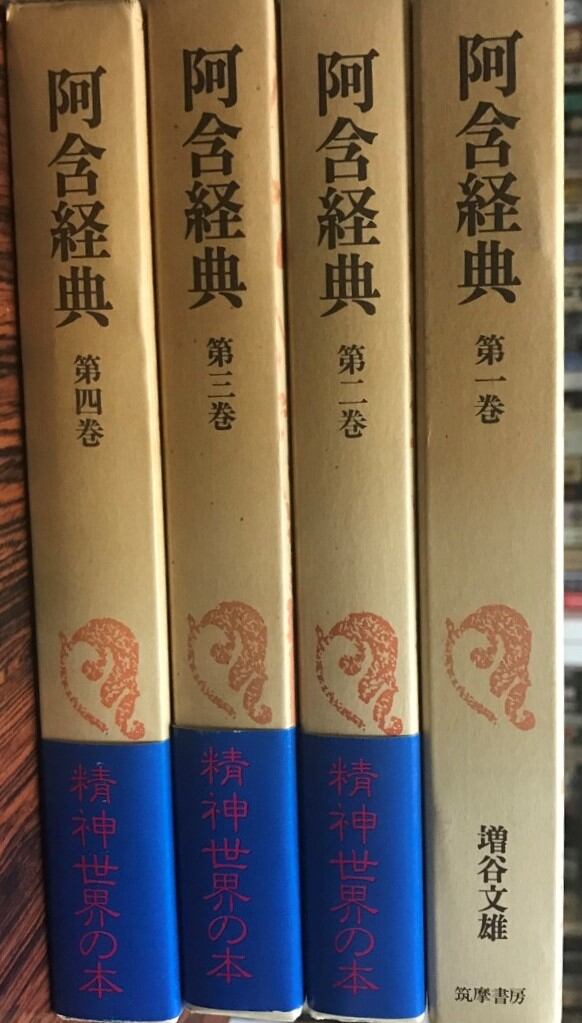 阿含経典 第一巻
増谷文雄
筑摩書房
阿含経典 第二巻
精神世界の本
阿含経典 第三巻
精神世界の本
阿含経典 第四巻
精神世界の本